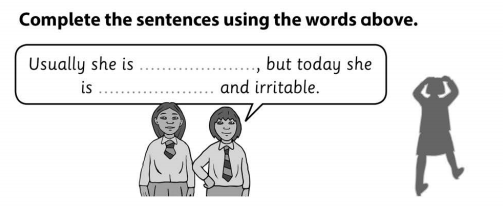 Complete the sentences using the words above.
Usually she is ....................., but today she
is ..................... and irritable.